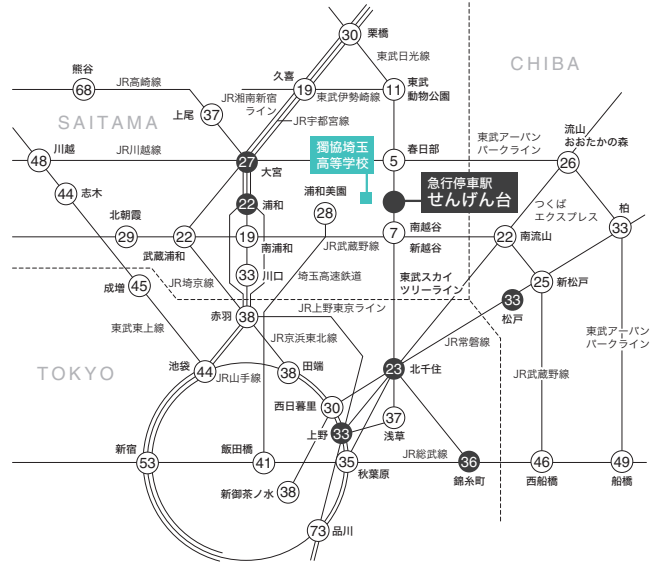 30
栗橋
東武日光線
CHIBA
熊谷
68
JR高崎線
久喜
19
JR湘南新宿
ライン
東武伊勢崎線
11
東武
動物公園
上尾
37
JR宇都宮線
SAITAMA
川越
48
JR川越線
27
大宮
獨協埼玉
高等学校
春日部
5
東武アーバン
パークライン
流山
おおたかの森
26
44
志木
22
浦和
浦和美園
28
急行停車駅
せんげん台
つくば
エクスプレス
柏
33
北朝霞
29
22
武蔵浦和
19
南浦和
JR武蔵野線
7
南越谷
新越谷
22
南流山
33
川口
JR埼京線
埼玉高速鉄道
東武スカイ
ツリーライン
25
新松戸
成増
45
33
松戸
赤羽
38
JR上野東京ライン
東武東上線
JR京浜東北線
JR常磐線
東武アーバン
パークライン
TOKYO
池袋
44
JR山手線
38
田端
23
北千住
JR武蔵野線
西日暮里
30
37
浅草
上野
33
新宿
53
飯田橋
41
35
秋葉原
JR総武線
36
錦糸町
46
西船橋
49
船橋
新御茶ノ水
38
73
品川